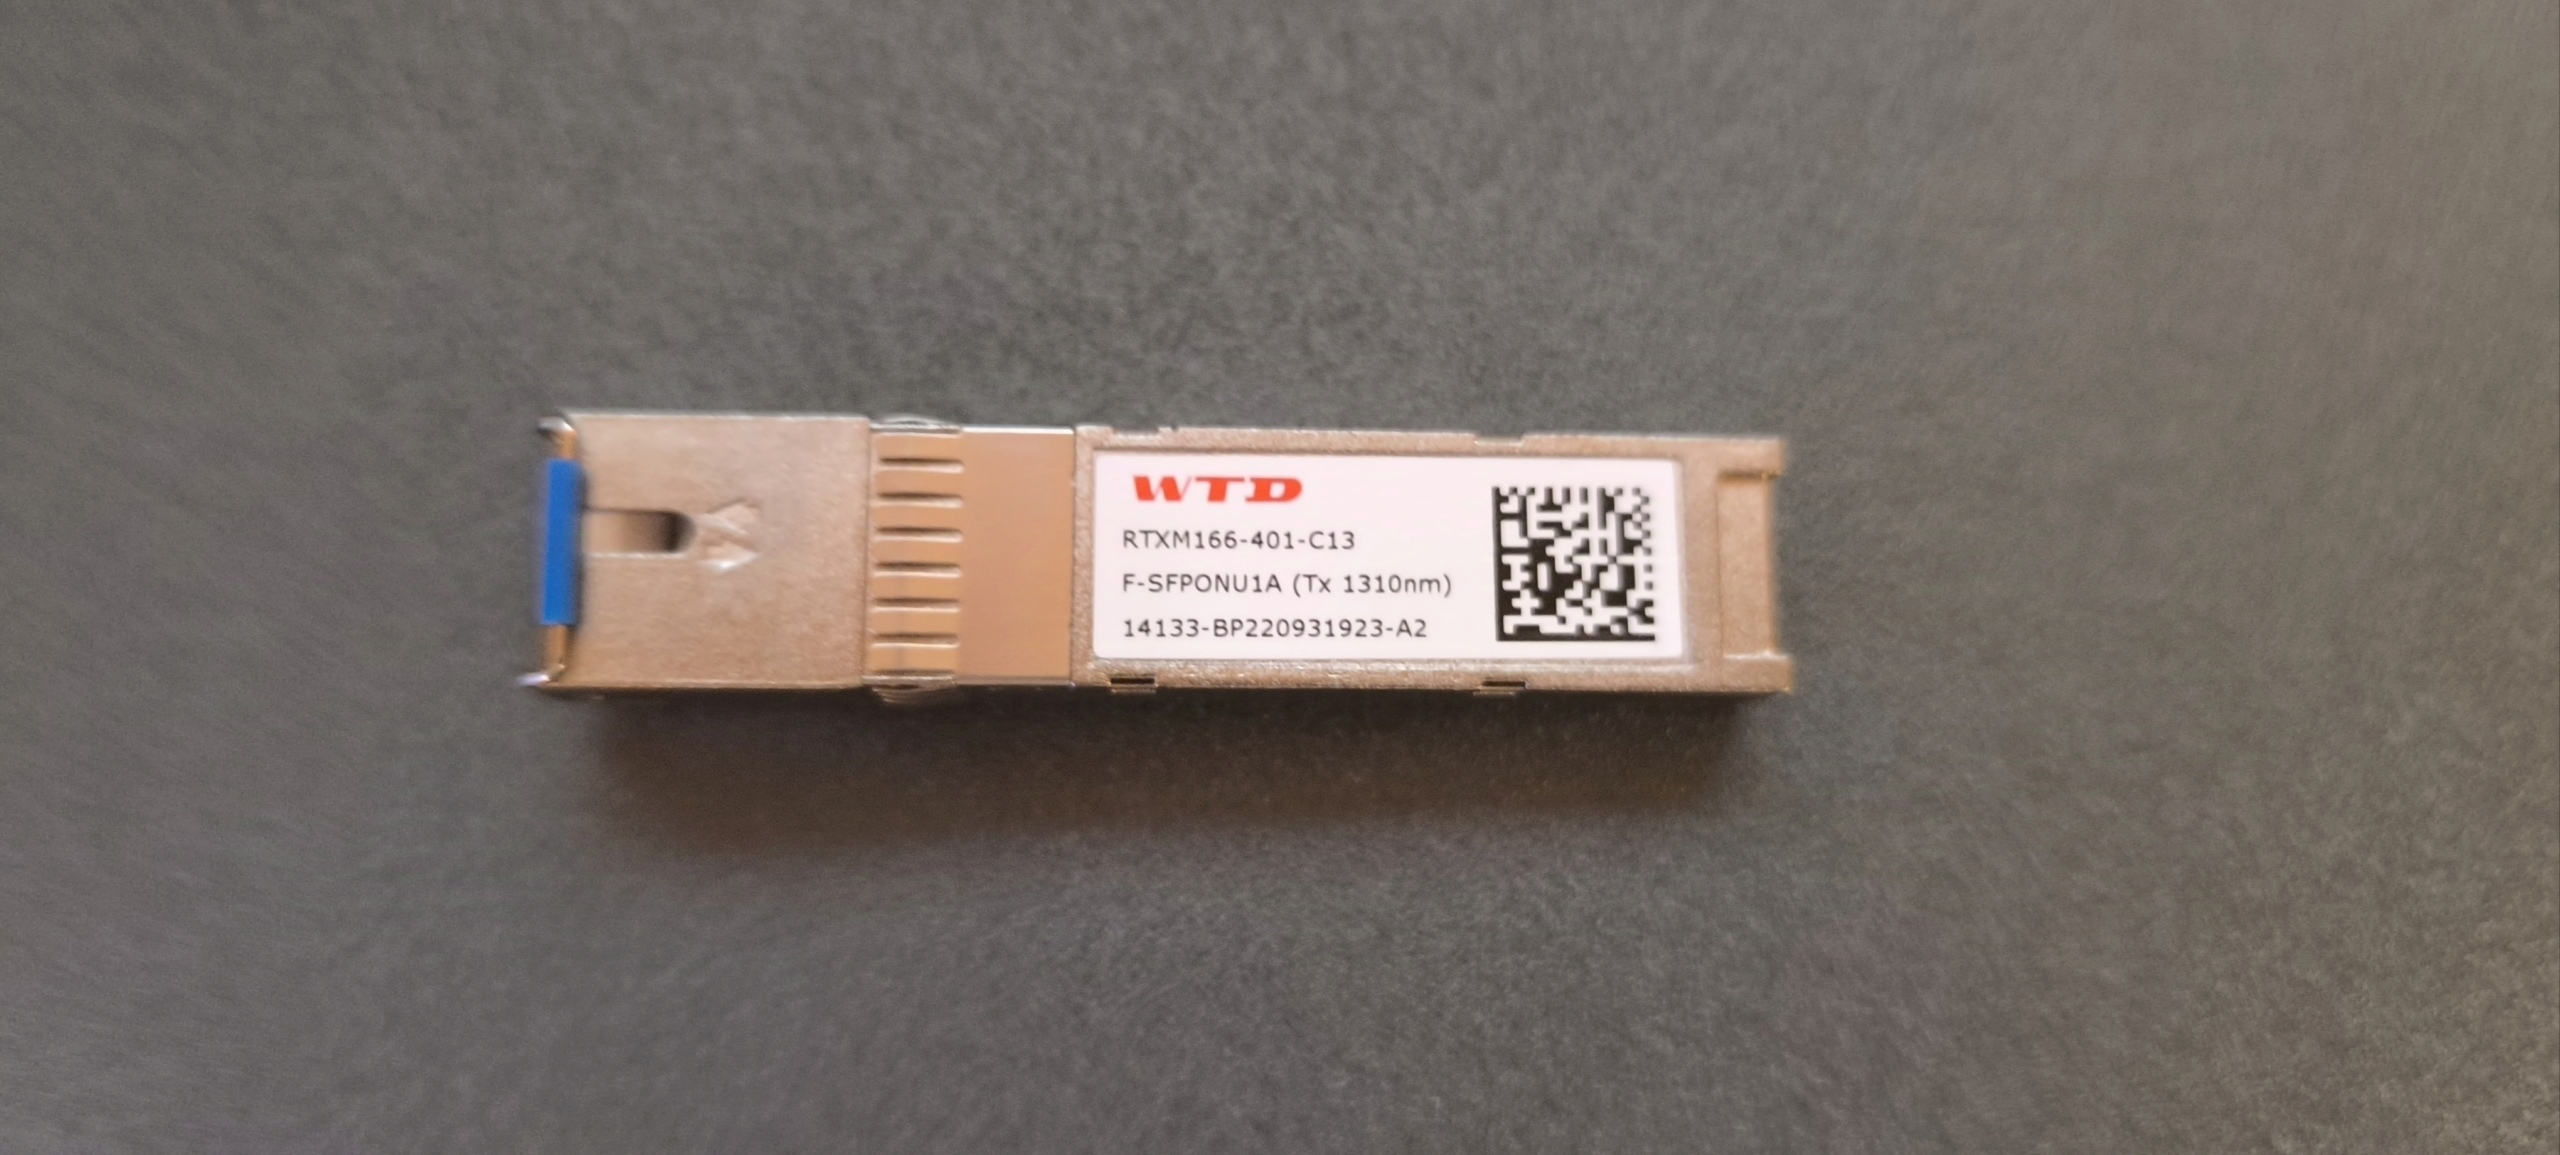 WTD
RTXM166-401-C13
F-SFPONU1A (Tx 1310nm)
14133-BP220931923-A2